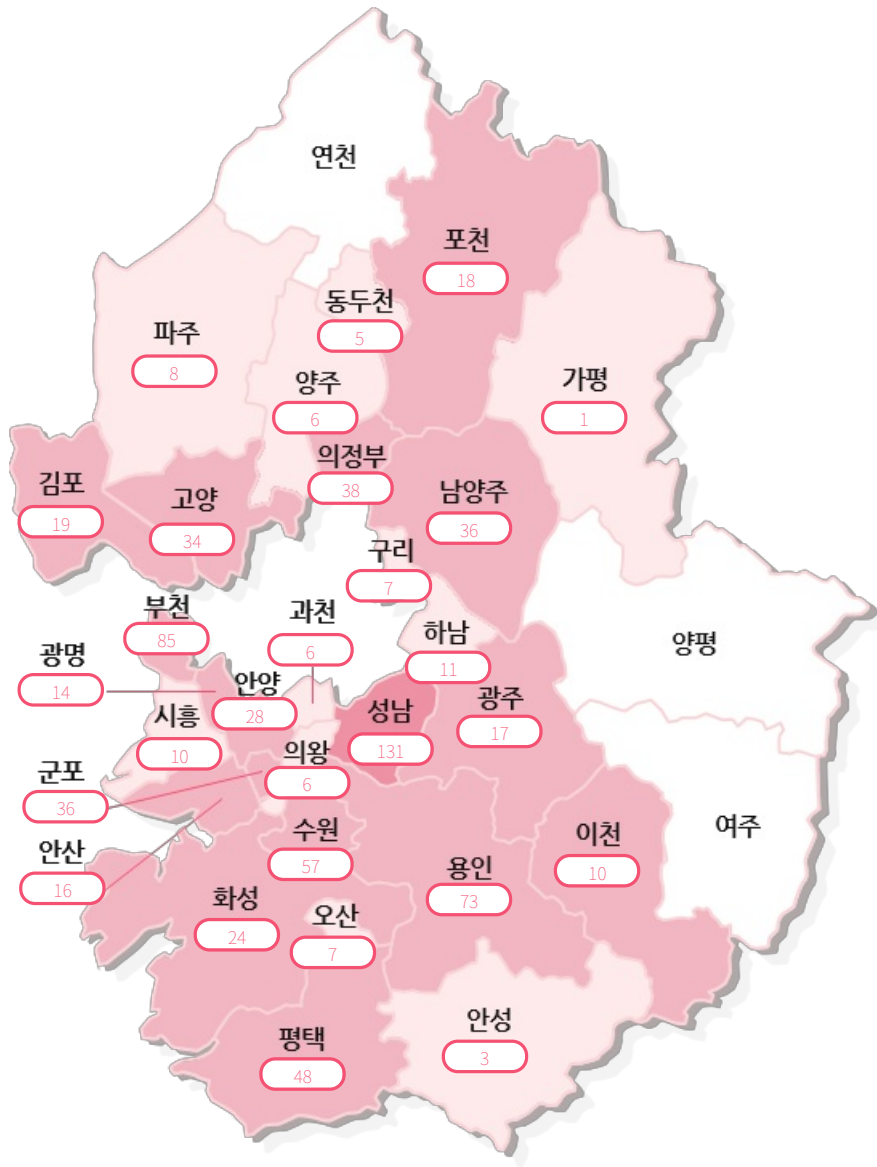 연천
포천
18
동두천
5
파주
8
양주
6
가평
1
의정부
38
김포
19
고양
34
남양주
36
구리
7
부천
85
과천
6
하남
11
양평
광명
14
안양
28
시흥
10
성남
131
광주
17
의왕
6
군포
36
수원
57
안산
16
이천
10
여주
용인
73
화성
24
오산
7
안성
3
평택
48